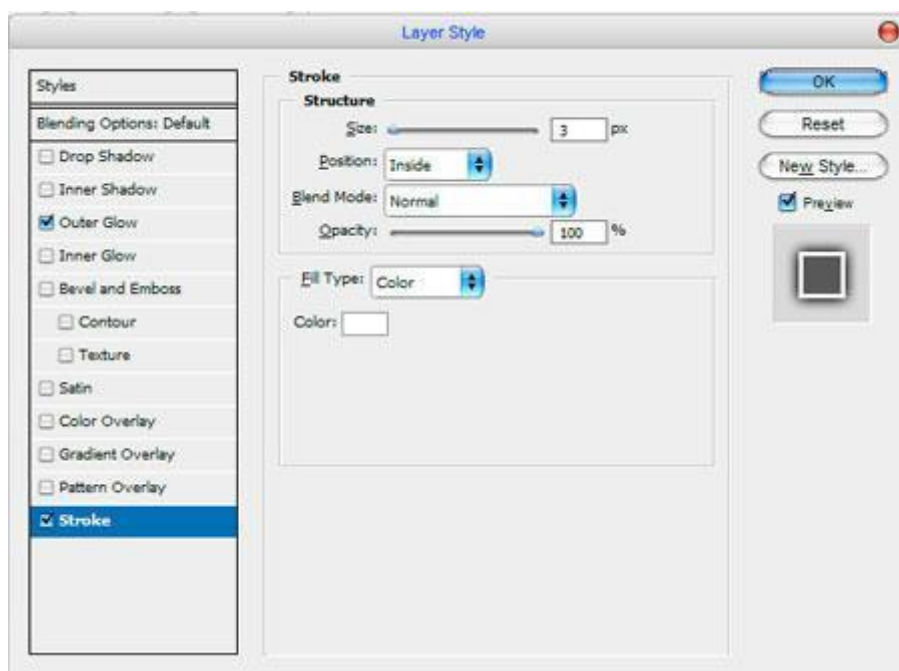 Layer Style
Styles
Blending Options: Default
Drop Shadow
Inner Shadow
Outer Glow
Inner Glow
Bevel and Emboss
Contour
Texture
Satin
Color Overlay
Gradient Overlay
Pattern Overlay
Stroke
Stroke
Structure
Size: 3 px
Position: Inside
Blend Mode: Normal
Opacity: 100 %
Fill Type: Color
Color:
OK
Reset
New Style...
Preview